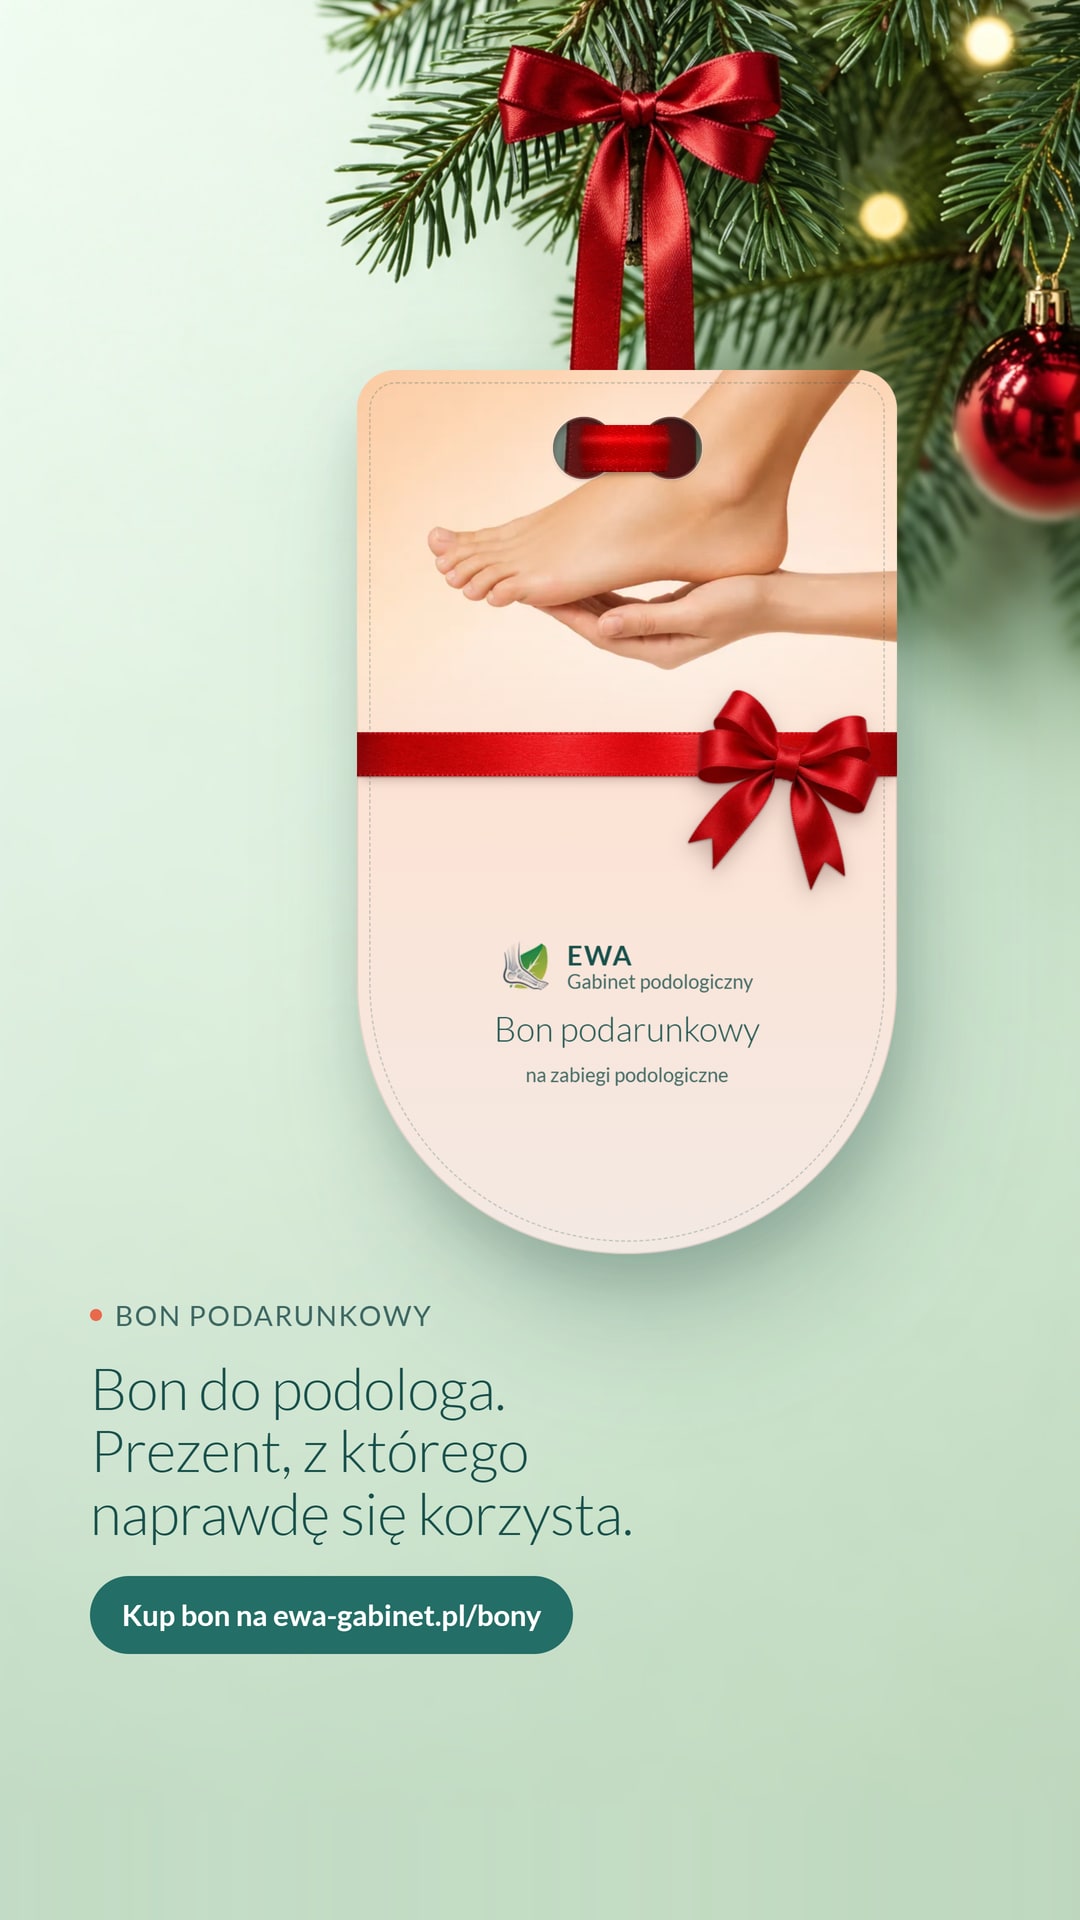 EWA
Gabinet podologiczny
Bon podarunkowy
na zabiegi podologiczne
BON PODARUNKOWY
Bon do podologa.
Prezent, z którego
naprawdę się korzysta.
Kup bon na ewa-gabinet.pl/bony